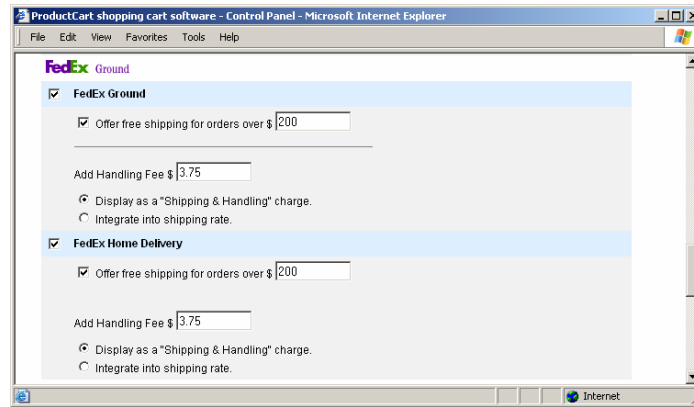 ProductCart shopping cart software - Control Panel - Microsoft Internet Explorer
File Edit View Favorites Tools Help
FedEx Ground
FedEx Ground
Offer free shipping for orders over $ 200
Add Handling Fee $ 3.75
Display as a "Shipping & Handling" charge.
Integrate into shipping rate.
FedEx Home Delivery
Offer free shipping for orders over $ 200
Add Handling Fee $ 3.75
Display as a "Shipping & Handling" charge.
Integrate into shipping rate.
Internet